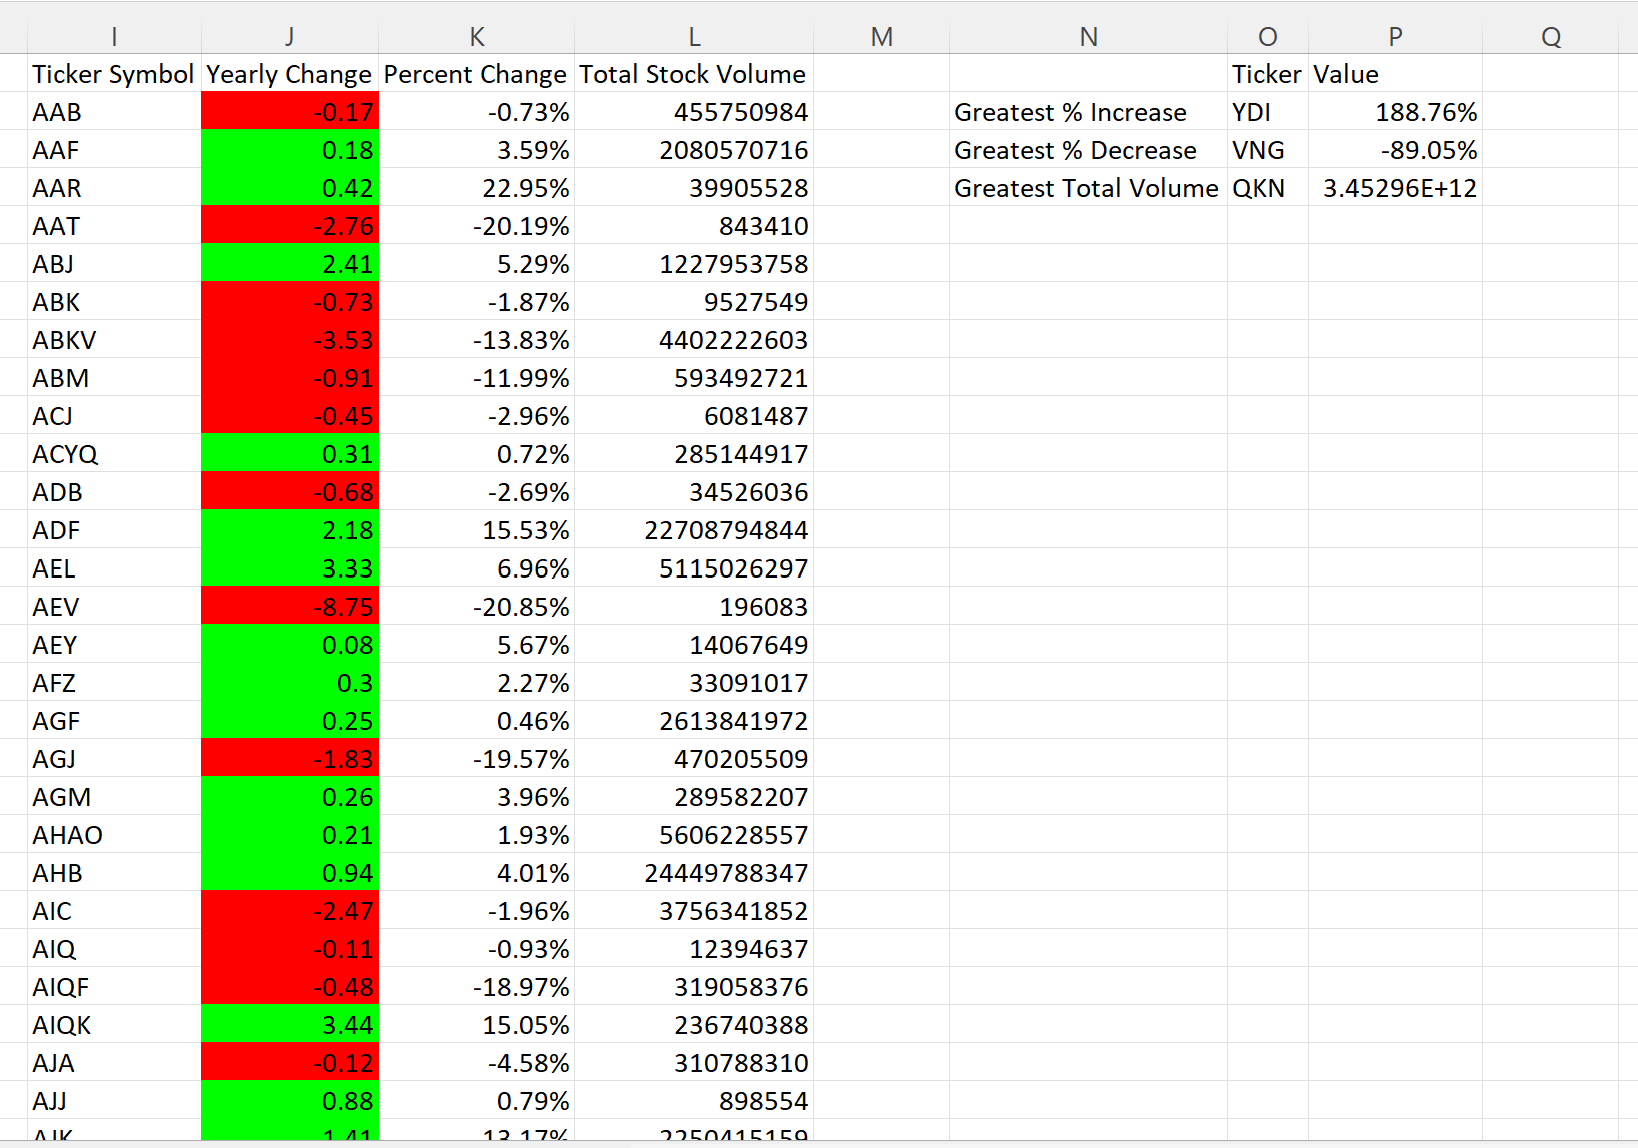 I J K L M N O P Q
Ticker Symbol Yearly Change Percent Change Total Stock Volume Ticker Value
AAB -0.17 -0.73% 455750984 Greatest % Increase YDI 188.76%
AAF 0.18 3.59% 2080570716 Greatest % Decrease VNG -89.05%
AAR 0.42 22.95% 39905528 Greatest Total Volume QKN 3.45296E+12
AAT -2.76 -20.19% 843410
ABJ 2.41 5.29% 1227953758
ABK -0.73 -1.87% 9527549
ABKV -3.53 -13.83% 4402222603
ABM -0.91 -11.99% 593492721
ACJ -0.45 -2.96% 6081487
ACYQ 0.31 0.72% 285144917
ADB -0.68 -2.69% 34526036
ADF 2.18 15.53% 22708794844
AEL 3.33 6.96% 5115026297
AEV -8.75 -20.85% 196083
AEY 0.08 5.67% 14067649
AFZ 0.3 2.27% 33091017
AGF 0.25 0.46% 2613841972
AGJ -1.83 -19.57% 470205509
AGM 0.26 3.96% 289582207
AHAO 0.21 1.93% 5606228557
AHB 0.94 4.01% 24449788347
AIC -2.47 -1.96% 3756341852
AIQ -0.11 -0.93% 12394637
AIQF -0.48 -18.97% 319058376
AIQK 3.44 15.05% 236740388
AJA -0.12 -4.58% 310788310
AJJ 0.88 0.79% 898554
AJK 1.41 13.17% 2250415159